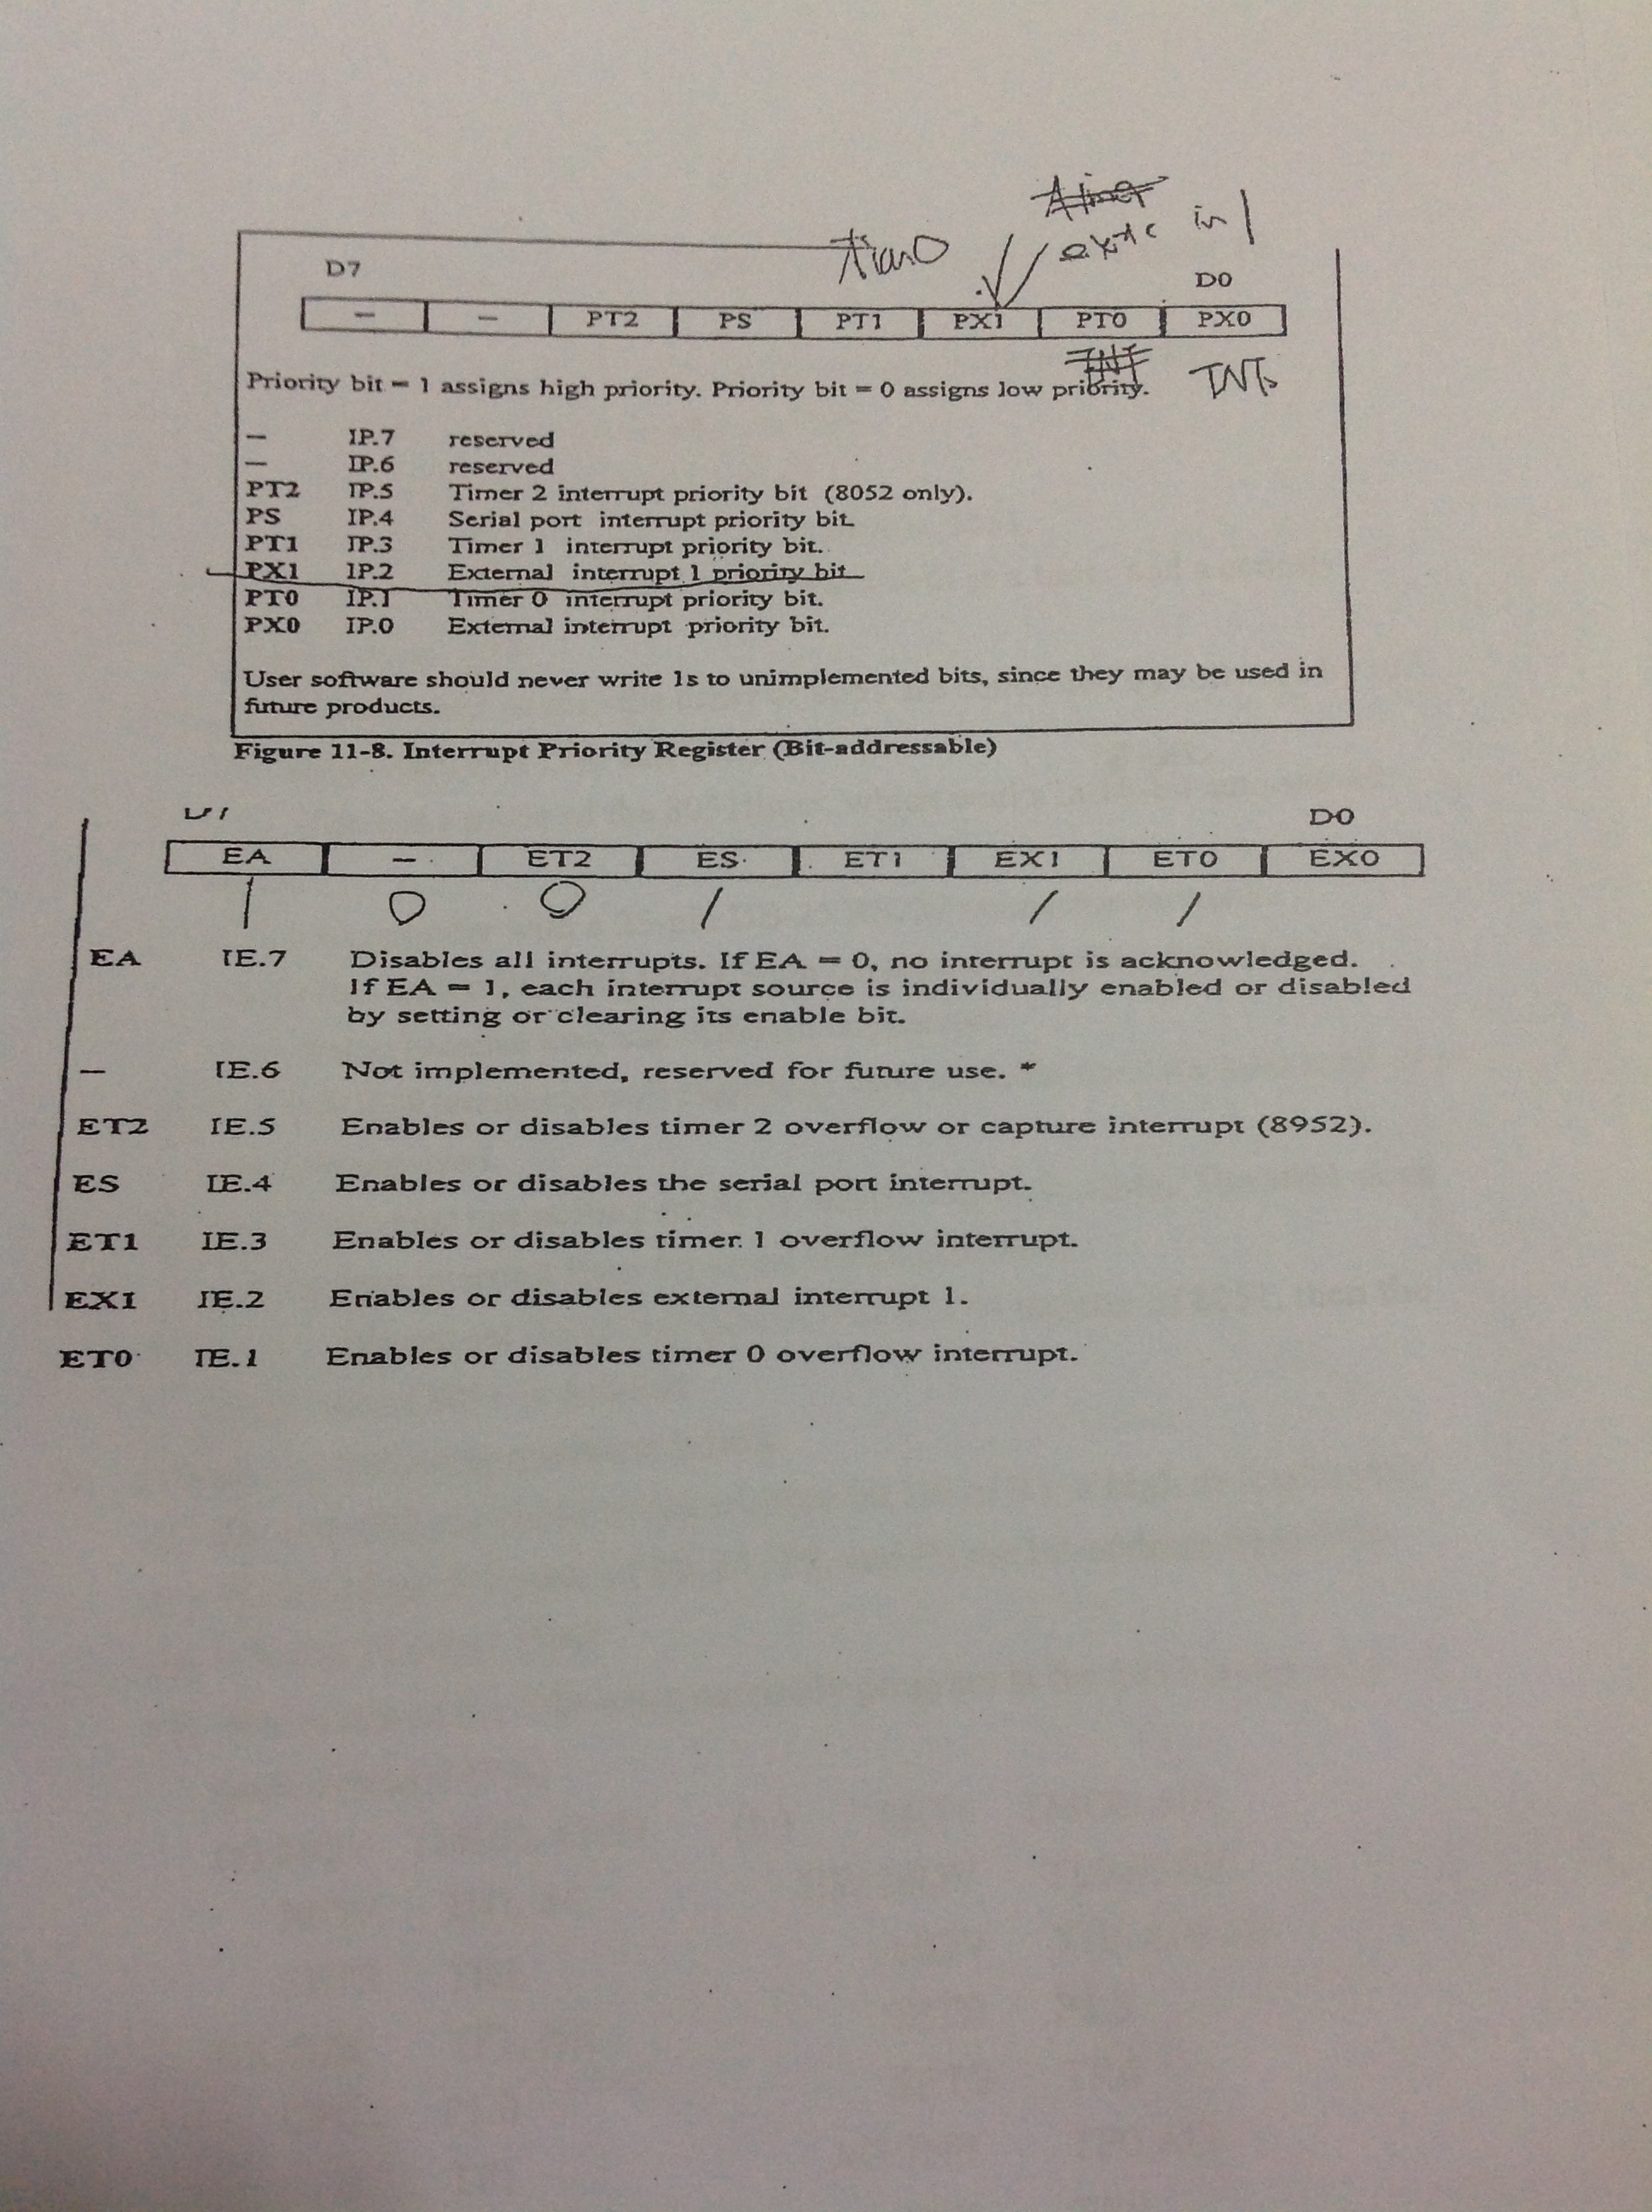 exte in 1
D7 D0
— — PT2 PS PT1 PX1 PT0 PX0
INT
Priority bit = 1 assigns high priority. Priority bit = 0 assigns low priority.
— IP.7 reserved
— IP.6 reserved
PT2 IP.5 Timer 2 interrupt priority bit (8052 only).
PS IP.4 Serial port interrupt priority bit.
PT1 IP.3 Timer 1 interrupt priority bit.
PX1 IP.2 External interrupt 1 priority bit
PT0 IP.1 Timer 0 interrupt priority bit.
PX0 IP.0 External interrupt priority bit.
User software should never write 1s to unimplemented bits, since they may be used in
future products.
Figure 11-8. Interrupt Priority Register (Bit-addressable)
D7 D0
EA — ET2 ES ET1 EX1 ET0 EX0
1 0 0 1 1 1
EA IE.7 Disables all interrupts. If EA = 0, no interrupt is acknowledged.
If EA = 1, each interrupt source is individually enabled or disabled
by setting or clearing its enable bit.
— IE.6 Not implemented, reserved for future use. *
ET2 IE.5 Enables or disables timer 2 overflow or capture interrupt (8952).
ES IE.4 Enables or disables the serial port interrupt.
ET1 IE.3 Enables or disables timer 1 overflow interrupt.
EX1 IE.2 Enables or disables external interrupt 1.
ET0 IE.1 Enables or disables timer 0 overflow interrupt.